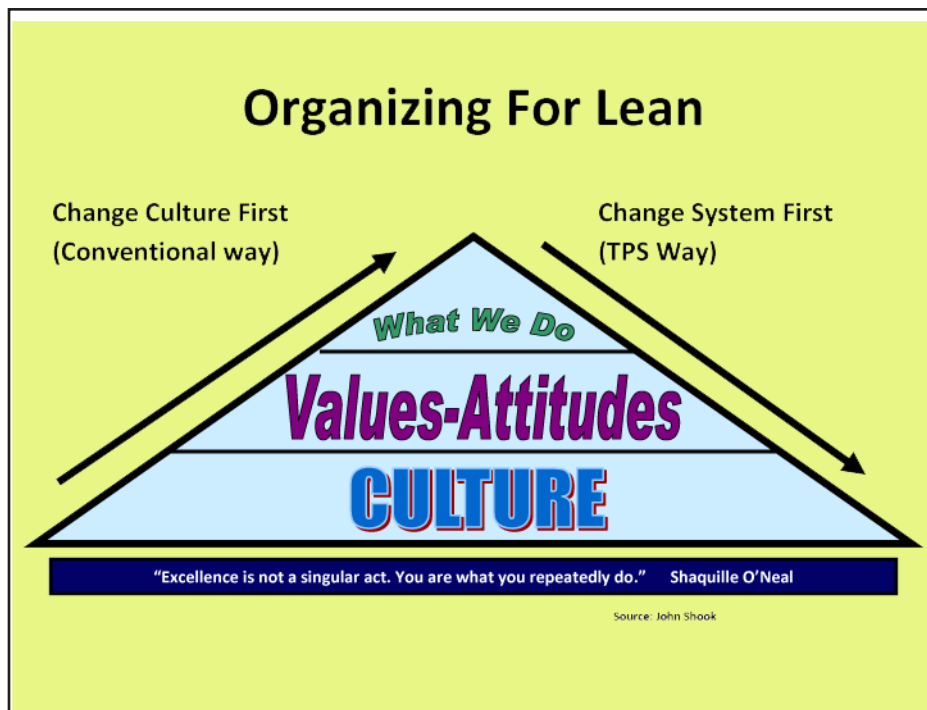 Organizing For Lean
Change Culture First
(Conventional way)
Change System First
(TPS Way)
What We Do
Values-Attitudes
CULTURE
“Excellence is not a singular act. You are what you repeatedly do.” Shaquille O’Neal
Source: John Shook